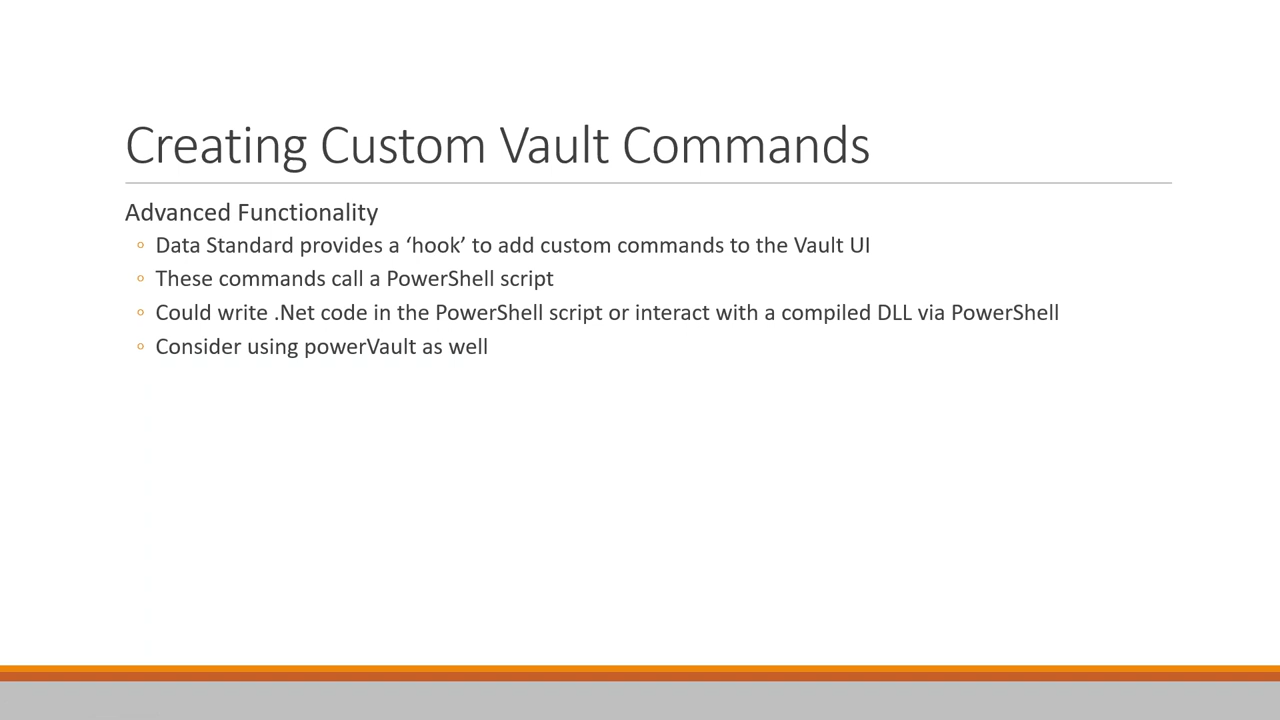 Creating Custom Vault Commands
Advanced Functionality
◦ Data Standard provides a ‘hook’ to add custom commands to the Vault UI
◦ These commands call a PowerShell script
◦ Could write .Net code in the PowerShell script or interact with a compiled DLL via PowerShell
◦ Consider using powerVault as well